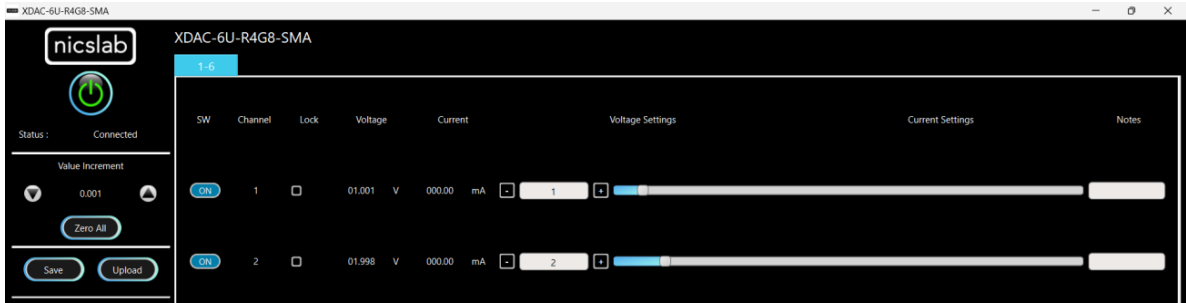 XDAC-6U-R4G8-SMA
nicslab
XDAC-6U-R4G8-SMA
1-6
Status : Connected
SW Channel Lock Voltage Current Voltage Settings Current Settings Notes
Value Increment
0.001
Zero All
Save Upload
ON 1 01.001 V 000.00 mA - 1 +
ON 2 01.998 V 000.00 mA - 2 +